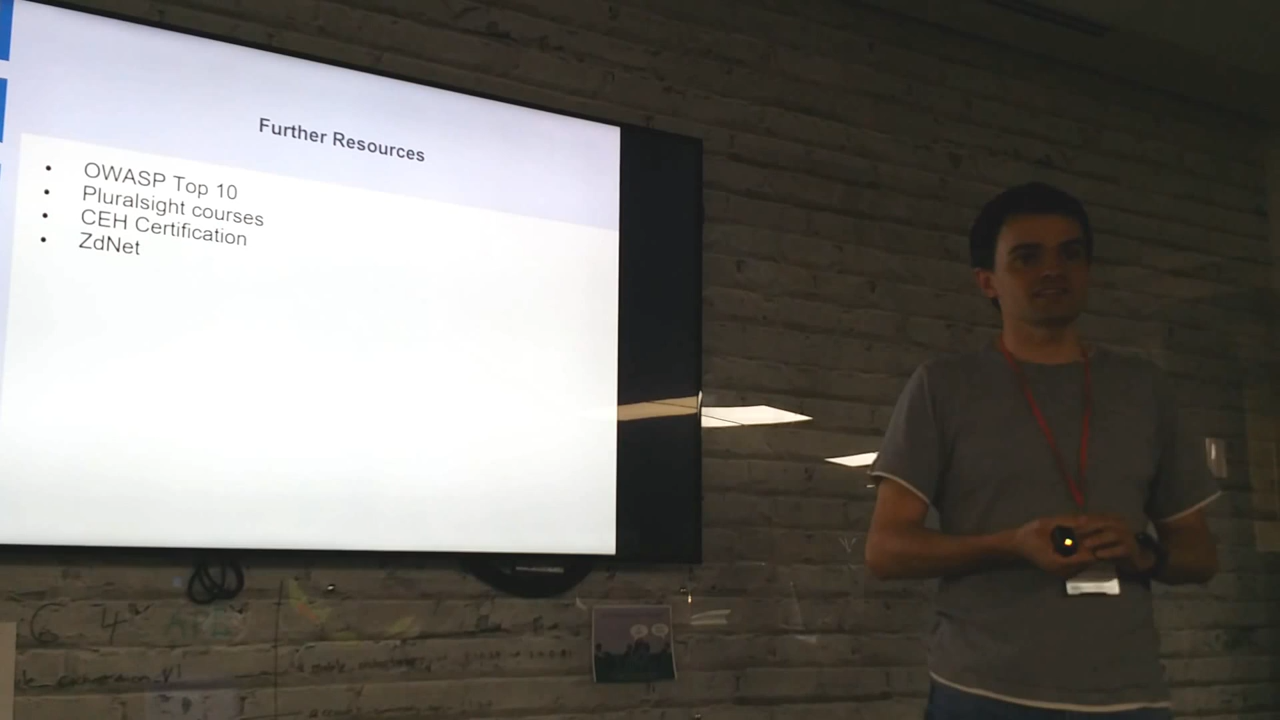 Further Resources
OWASP Top 10
Pluralsight courses
CEH Certification
ZdNet